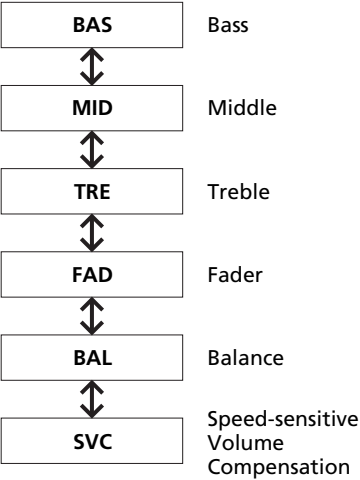 BAS Bass
MID Middle
TRE Treble
FAD Fader
BAL Balance
SVC Speed-sensitive
Volume
Compensation